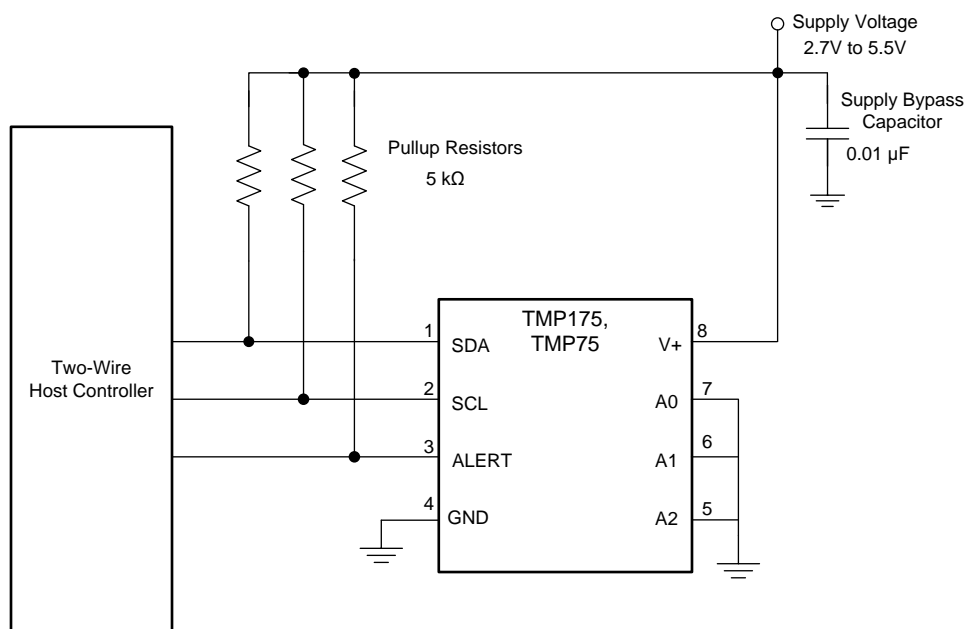 Supply Voltage
2.7V to 5.5V
Supply Bypass
Capacitor
0.01 µF
Pullup Resistors
5 kΩ
Two-Wire
Host Controller
TMP175,
TMP75
1
SDA
V+
8
2
SCL
A0
7
3
ALERT
A1
6
4
GND
A2
5